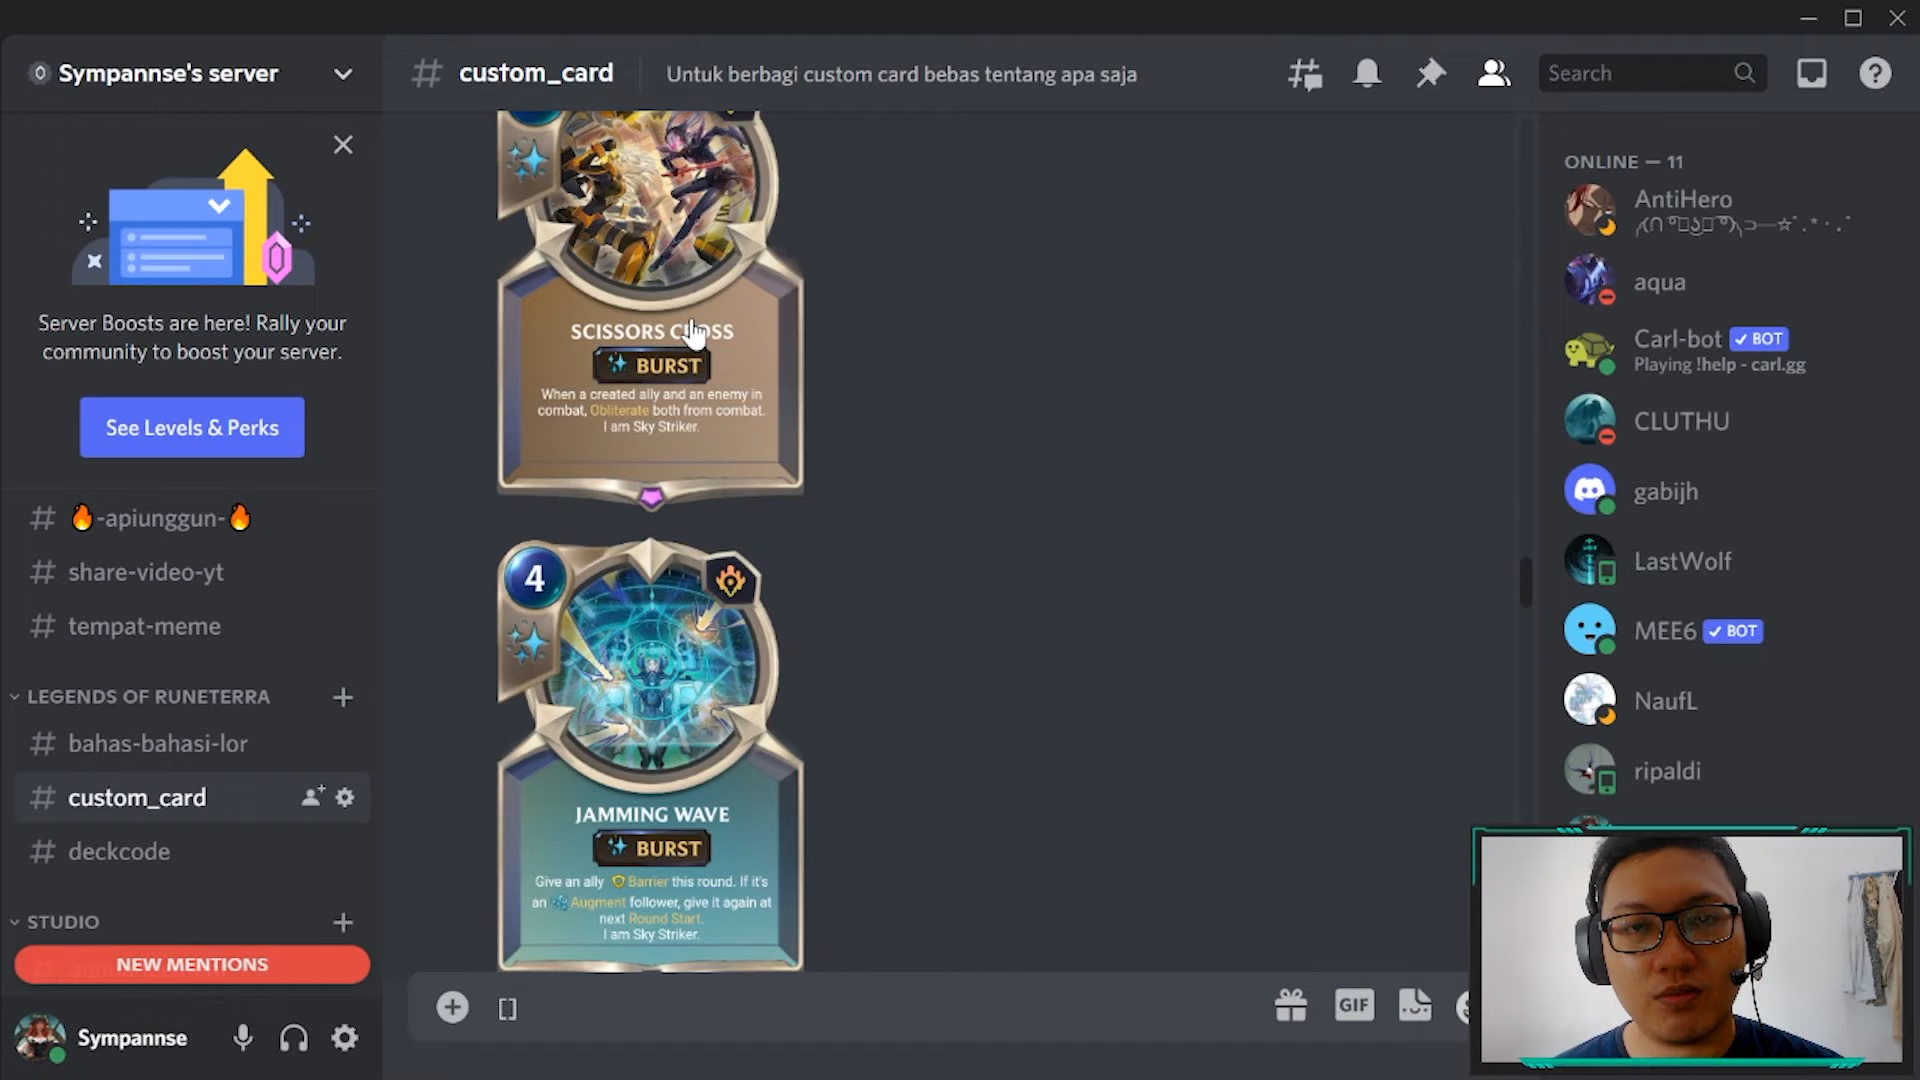 Sympannse's server
Server Boosts are here! Rally your
community to boost your server.
See Levels & Perks
# 🔥-apiunggun-🔥
# share-video-yt
# tempat-meme
LEGENDS OF RUNETERRA
# bahas-bahasi-lor
# custom_card
# deckcode
STUDIO
NEW MENTIONS
Sympannse
# custom_card
Untuk berbagi custom card bebas tentang apa saja
Search
SCISSORS CROSS
BURST
When a created ally and an enemy in
combat, Obliterate both from combat.
I am Sky Striker.
4
JAMMING WAVE
BURST
Give an ally Barrier this round. If it's
an Augment follower, give it again at
next Round Start.
I am Sky Striker.
[]
GIF
ONLINE — 11
AntiHero
aqua
Carl-bot ✓ BOT
Playing !help - carl.gg
CLUTHU
gabijh
LastWolf
MEE6 ✓ BOT
NaufL
ripaldi